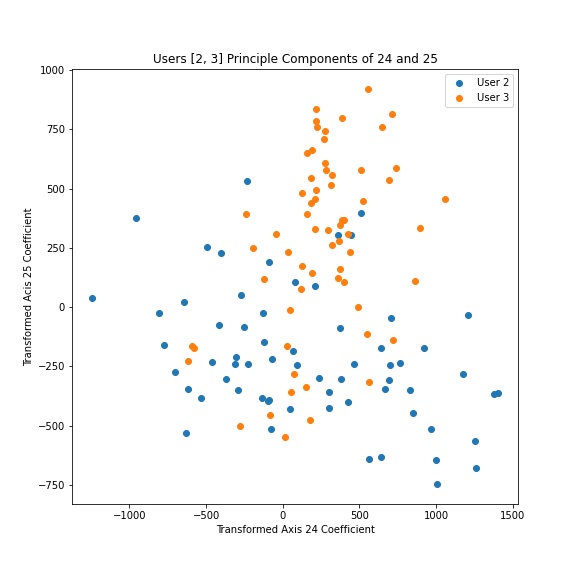 Users [2, 3] Principle Components of 24 and 25
User 2
User 3
Transformed Acis 25 Coefficient
1000
750
500
250
0
−250
−500
−750
−1000
−500
0
500
1000
1500
Transformed Axis 24 Coefficient